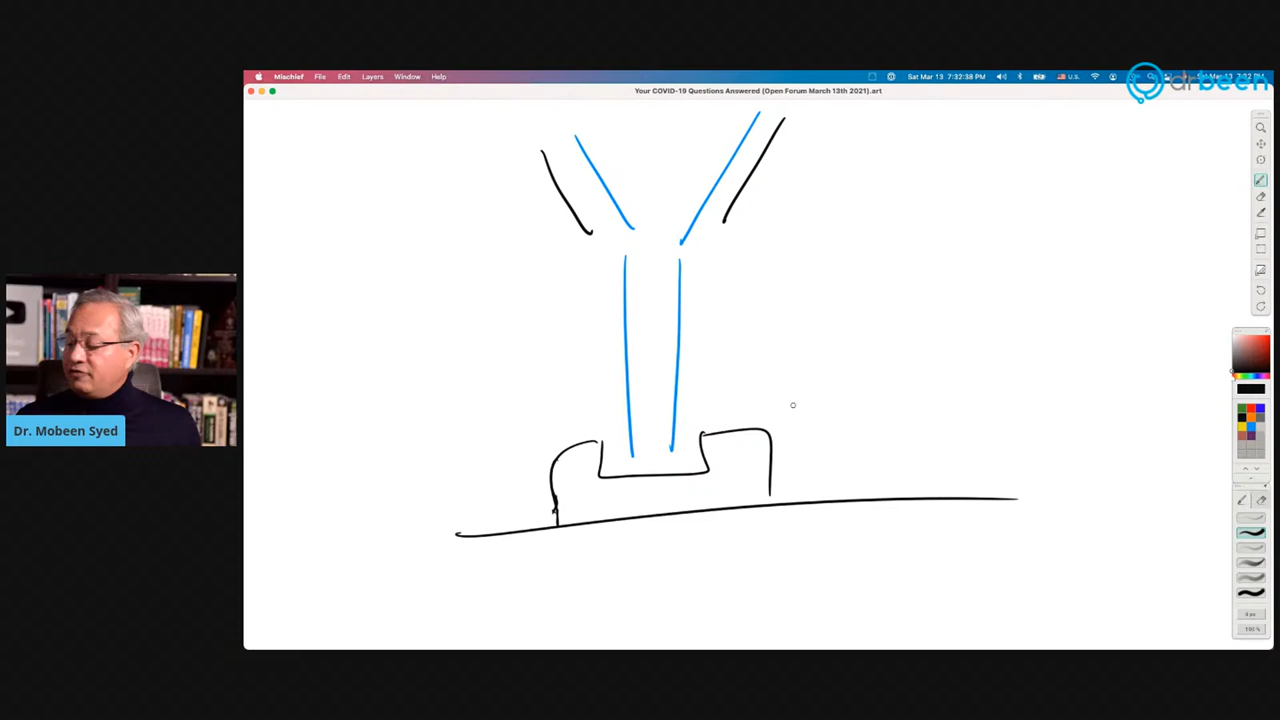 Mischief File Edit Layers Window Help
Sat Mar 13 7:32:38 PM
U.S.
drbeen
Your COVID-19 Questions Answered (Open Forum March 13th 2021).art
Dr. Mobeen Syed